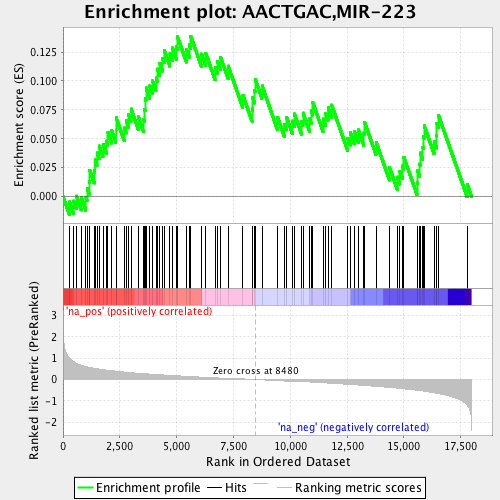 Enrichment plot: AACTGAC,MIR-223
Enrichment score (ES)
0.125
0.100
0.075
0.050
0.025
0.000
'na_pos' (positively correlated)
Ranked list metric (PreRanked)
3
2
1
0
-1
-2
Zero cross at 8480
'na_neg' (negatively correlated)
0
2,500
5,000
7,500
10,000
12,500
15,000
17,500
Rank in Ordered Dataset
Enrichment profile
Hits
Ranking metric scores